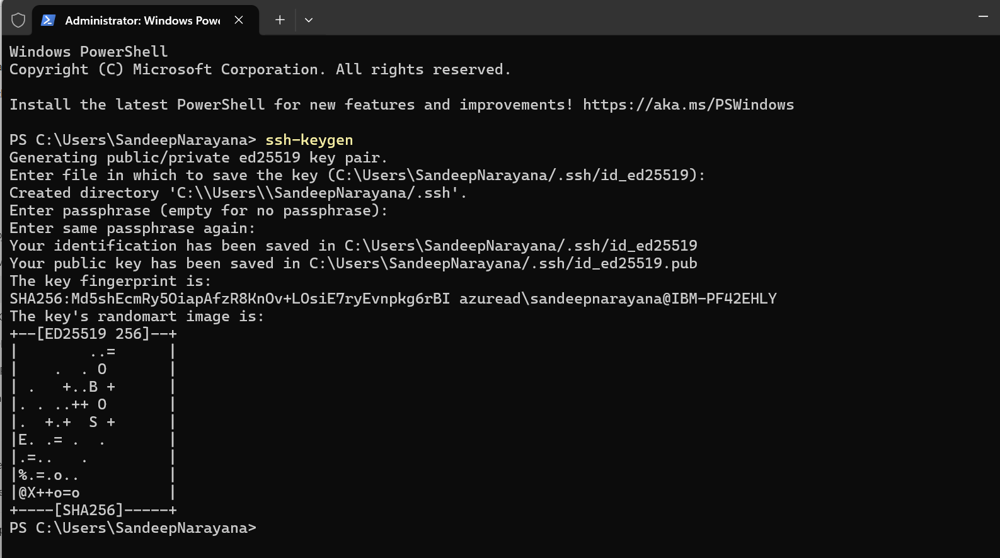 Administrator: Windows Powe
Windows PowerShell
Copyright (C) Microsoft Corporation. All rights reserved.
Install the latest PowerShell for new features and improvements! https://aka.ms/PSWindows
PS C:\Users\SandeepNarayana> ssh-keygen
Generating public/private ed25519 key pair.
Enter file in which to save the key (C:\Users\SandeepNarayana/.ssh/id_ed25519):
Created directory 'C:\\Users\\SandeepNarayana/.ssh'.
Enter passphrase (empty for no passphrase):
Enter same passphrase again:
Your identification has been saved in C:\Users\SandeepNarayana/.ssh/id_ed25519
Your public key has been saved in C:\Users\SandeepNarayana/.ssh/id_ed25519.pub
The key fingerprint is:
SHA256:Md5shEcmRy5OiapAfzR8KnOv+LOsiE7ryEvnpkg6rBI azuread\sandeepnarayana@IBM-PF42EHLY
The key's randomart image is:
+--[ED25519 256]--+
|        ..=      |
|    .  . O       |
| .   +..B +      |
|. . ..++ O       |
|.  +.+  S +      |
|E. .= .  .       |
|.=..   .         |
|%.=.o..          |
|@X++o=o          |
+----[SHA256]-----+
PS C:\Users\SandeepNarayana>